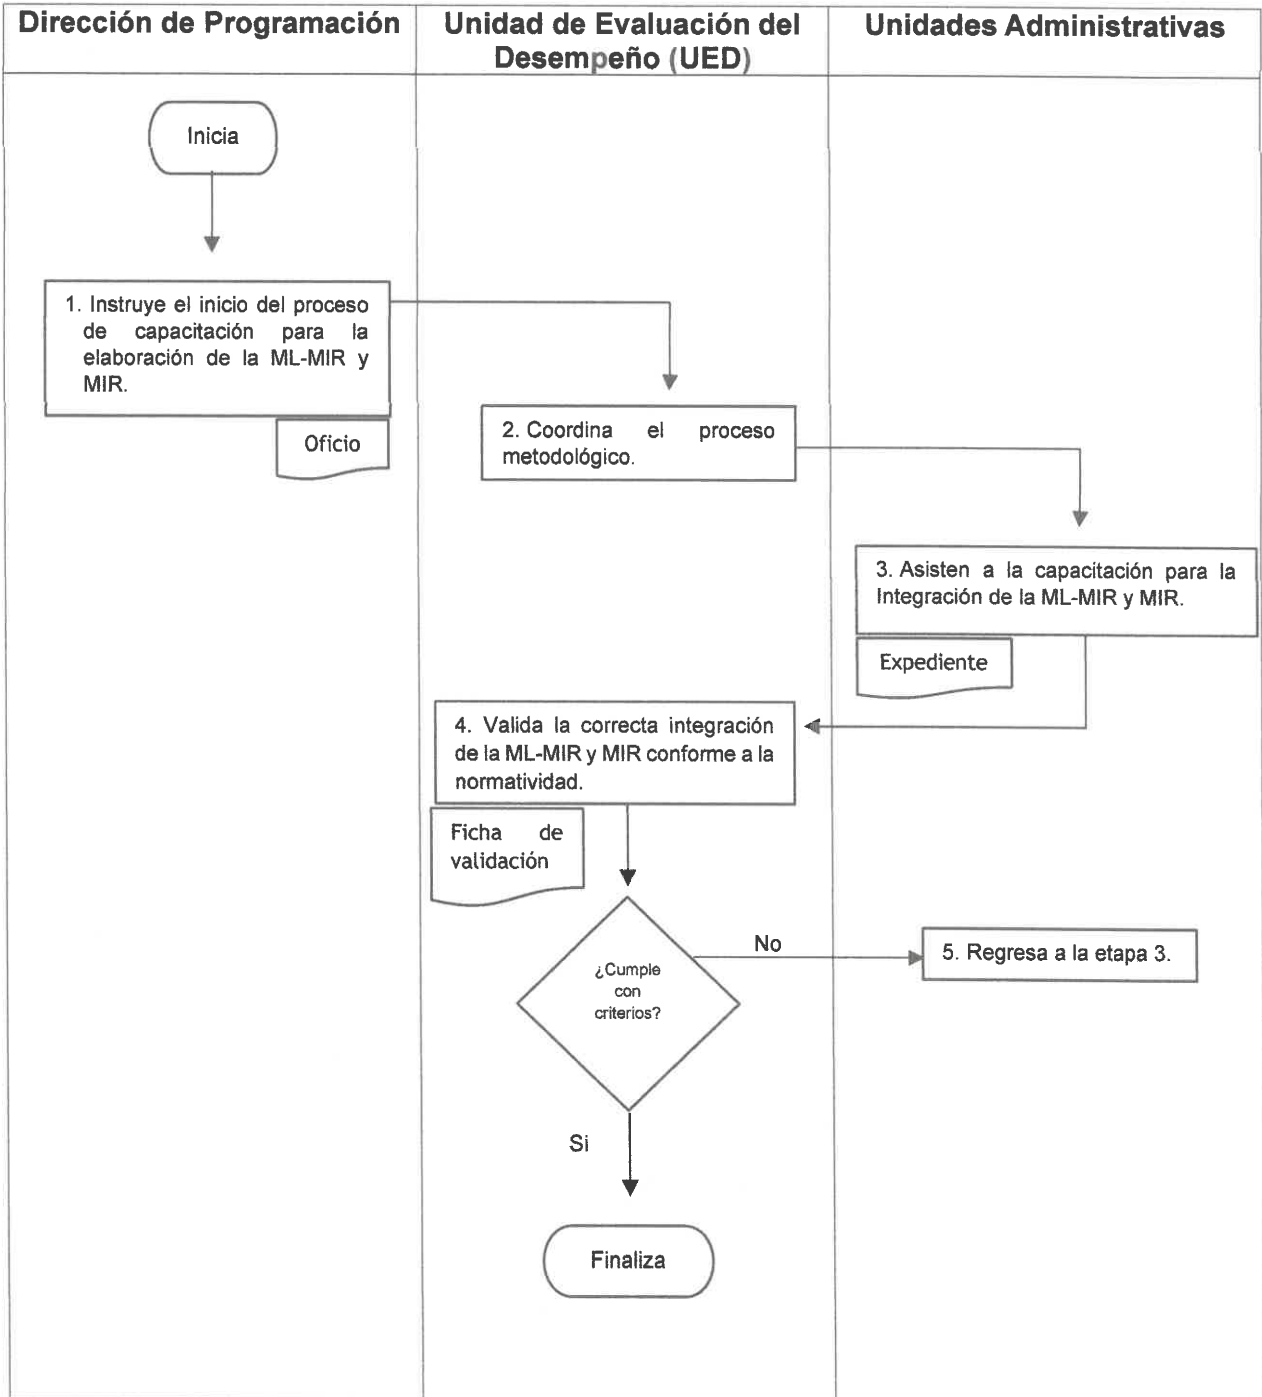 Dirección de Programación
Unidad de Evaluación del
Desempeño (UED)
Unidades Administrativas
Inicia
1. Instruye el inicio del proceso
de capacitación para la
elaboración de la ML-MIR y
MIR.
Oficio
2. Coordina el proceso
metodológico.
3. Asisten a la capacitación para la
Integración de la ML-MIR y MIR.
Expediente
4. Valida la correcta integración
de la ML-MIR y MIR conforme a la
normatividad.
Ficha de
validación
¿Cumple
con
criterios?
No
5. Regresa a la etapa 3.
Si
Finaliza